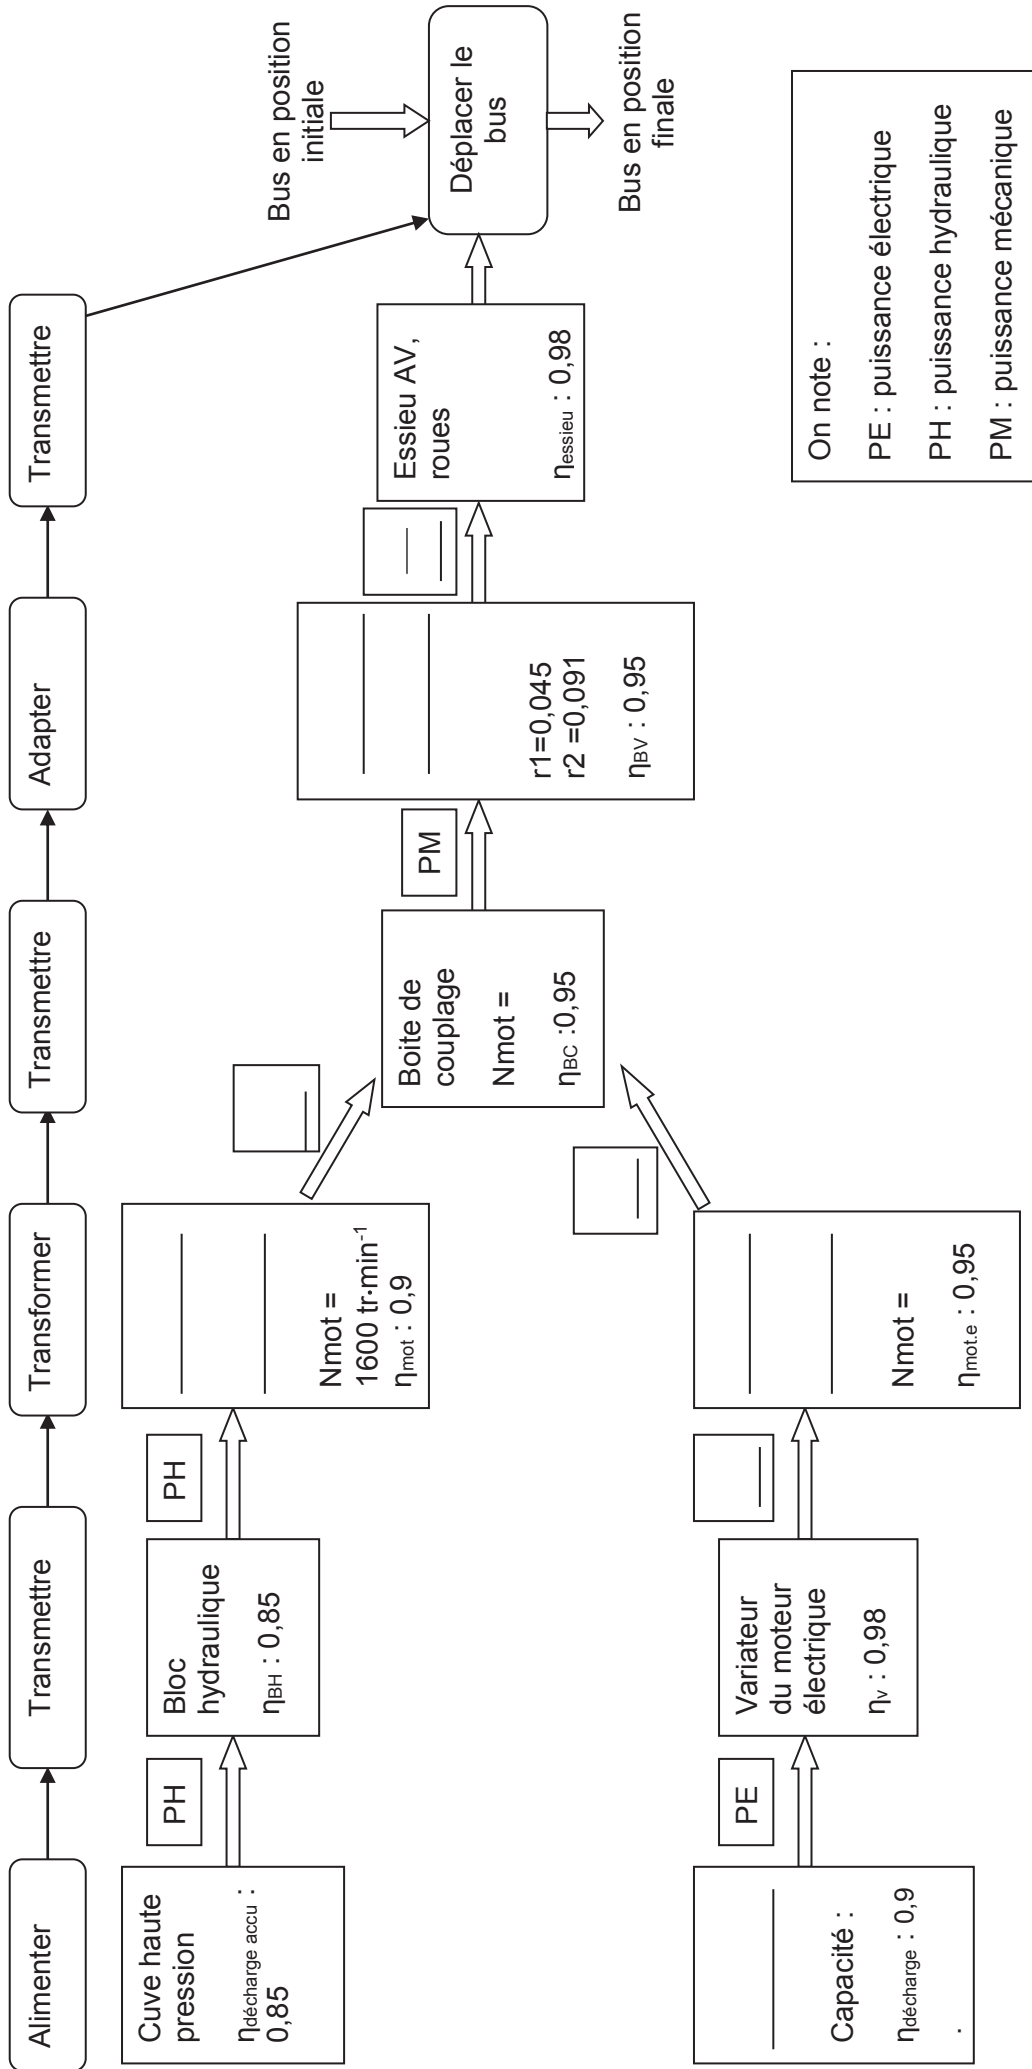 Alimenter
Transmettre
Transformer
Transmettre
Adapter
Transmettre
Cuve haute
pression
ηdécharge accu :
0,85
PH
Bloc
hydraulique
ηBH : 0,85
PH
Nmot =
1600 tr·min-1
ηmot : 0,9
Capacité :
ηdécharge : 0,9
.
PE
Variateur
du moteur
électrique
ηv : 0,98
Nmot =
ηmot.e : 0,95
Boite de
couplage
Nmot =
ηBC :0,95
PM
r1=0,045
r2 =0,091
ηBV : 0,95
Essieu AV,
roues
ηessieu : 0,98
Bus en position
initiale
Déplacer le
bus
Bus en position
finale
On note :
PE : puissance électrique
PH : puissance hydraulique
PM : puissance mécanique